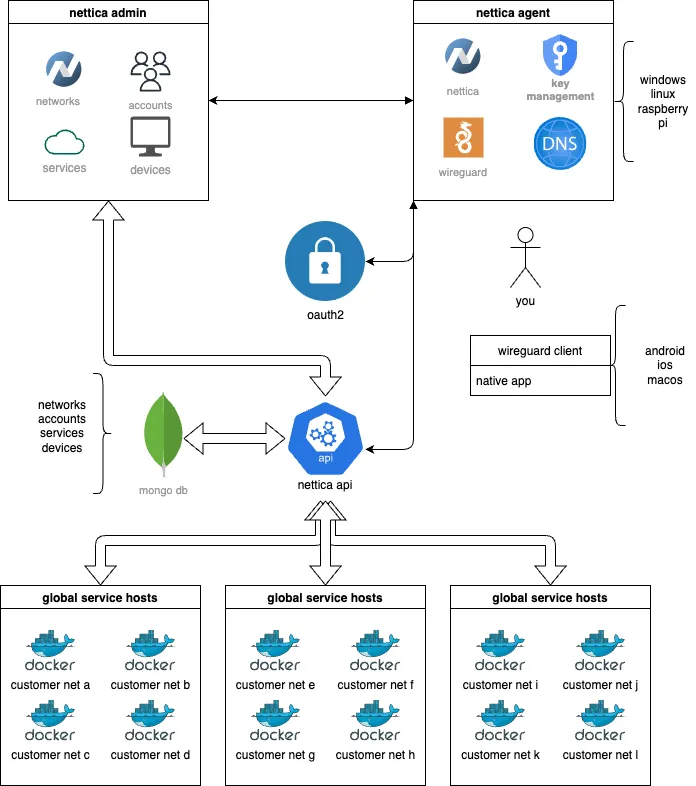 nettica admin
networks
accounts
services
devices
nettica agent
nettica
key
management
wireguard
DNS
windows
linux
raspberry
pi
oauth2
you
wireguard client
native app
android
ios
macos
networks
accounts
services
devices
mongo db
api
nettica api
global service hosts
docker
docker
customer net a
customer net b
docker
docker
customer net c
customer net d
global service hosts
docker
docker
customer net e
customer net f
docker
docker
customer net g
customer net h
global service hosts
docker
docker
customer net i
customer net j
docker
docker
customer net k
customer net l